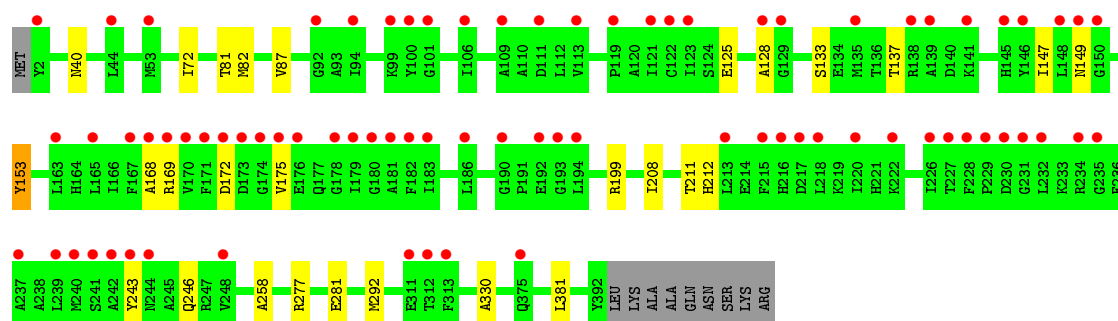 MET Y2 N40 L44 M53 I72 T81 M82 V87 G92 A93 I94 K99 Y100 G101 I106 A109 A110 D111 L112 V113 P119 A120 I121 C122 I123 S124 E125 A128 G129 S133 E134 M135 T136 T137 R138 A139 D140 K141 H145 Y146 I147 L148 N149 G150
Y153 L163 H164 L165 I166 F167 A168 R169 V170 F171 D172 D173 G174 V175 E176 Q177 G178 I179 G180 A181 F182 I183 L186 G190 P191 E192 G193 L194 R199 I208 T211 H212 L213 E214 F215 H216 D217 L218 K219 I220 H221 K222 I226 T227 F228 P229 D230 G231 L232 K233 R234 G235
A237 A238 L239 M240 S241 A242 Y243 N244 A245 Q246 R247 V248 A258 R277 E281 M292 E311 T312 F313 A330 Q375 L381 Y392 LEU LYS ALA ALA GLN ASN SER LYS ARG